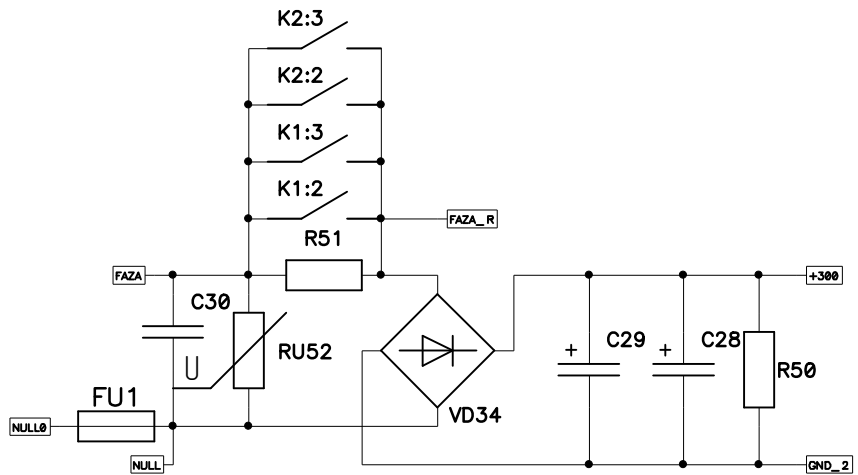 K2:3
K2:2
K1:3
K1:2
FAZA_R
R51
FAZA
+300
C30
U
RU52
C29
C28
R50
FU1
VD34
NULL0
NULL
GND_2
+
+